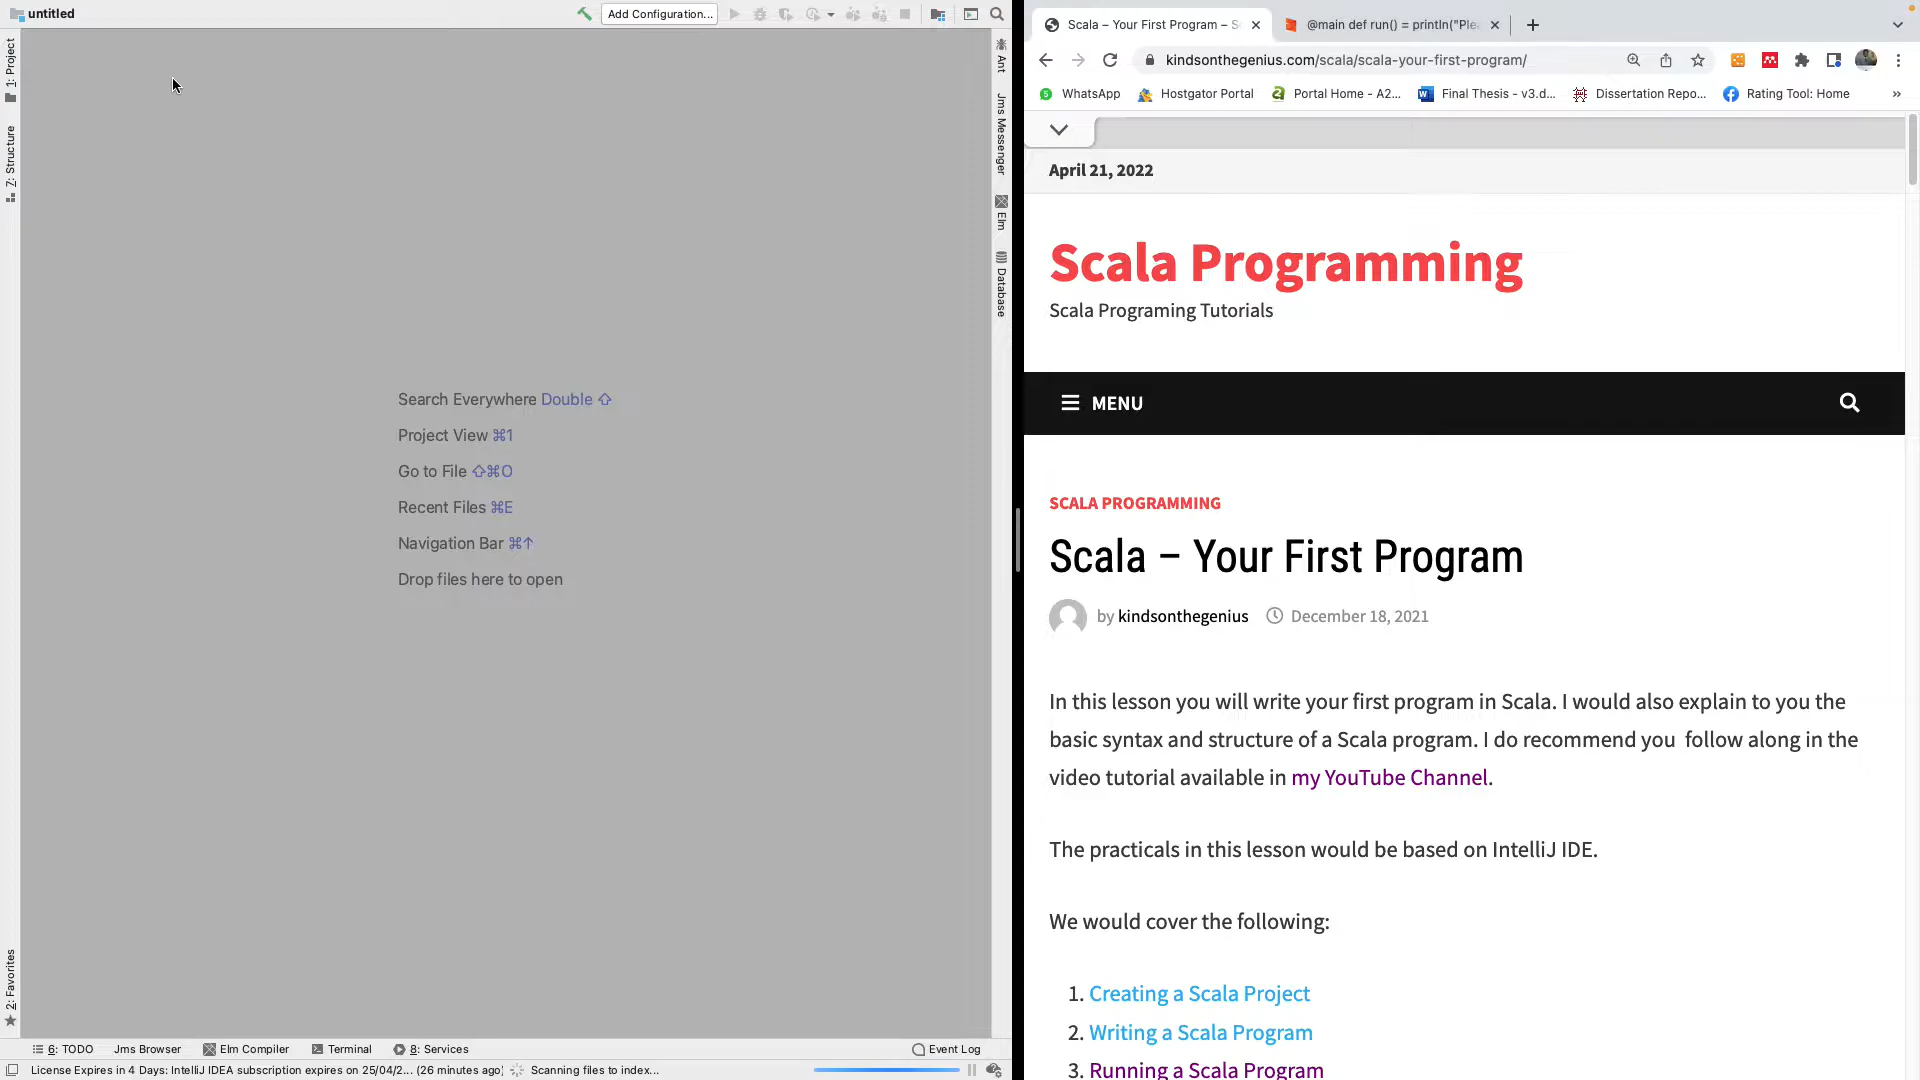 untitled
Add Configuration...
1: Project
Z: Structure
2: Favorites
Ant
Jms Messenger
Elm
Database
Search Everywhere Double ⇧
Project View ⌘1
Go to File ⇧⌘O
Recent Files ⌘E
Navigation Bar ⌘↑
Drop files here to open
6: TODO
Jms Browser
Elm Compiler
Terminal
8: Services
Event Log
License Expires in 4 Days: IntelliJ IDEA subscription expires on 25/04/2... (26 minutes ago)
Scanning files to index...
Scala – Your First Program – S
@main def run() = println("Ple
kindsonthegenius.com/scala/scala-your-first-program/
WhatsApp
Hostgator Portal
Portal Home - A2...
Final Thesis - v3.d...
Dissertation Repo...
Rating Tool: Home
»
April 21, 2022
Scala Programming
Scala Programing Tutorials
MENU
SCALA PROGRAMMING
Scala – Your First Program
by kindsonthegenius December 18, 2021
In this lesson you will write your first program in Scala. I would also explain to you the
basic syntax and structure of a Scala program. I do recommend you follow along in the
video tutorial available in my YouTube Channel.
The practicals in this lesson would be based on IntelliJ IDE.
We would cover the following:
1. Creating a Scala Project
2. Writing a Scala Program
3. Running a Scala Program